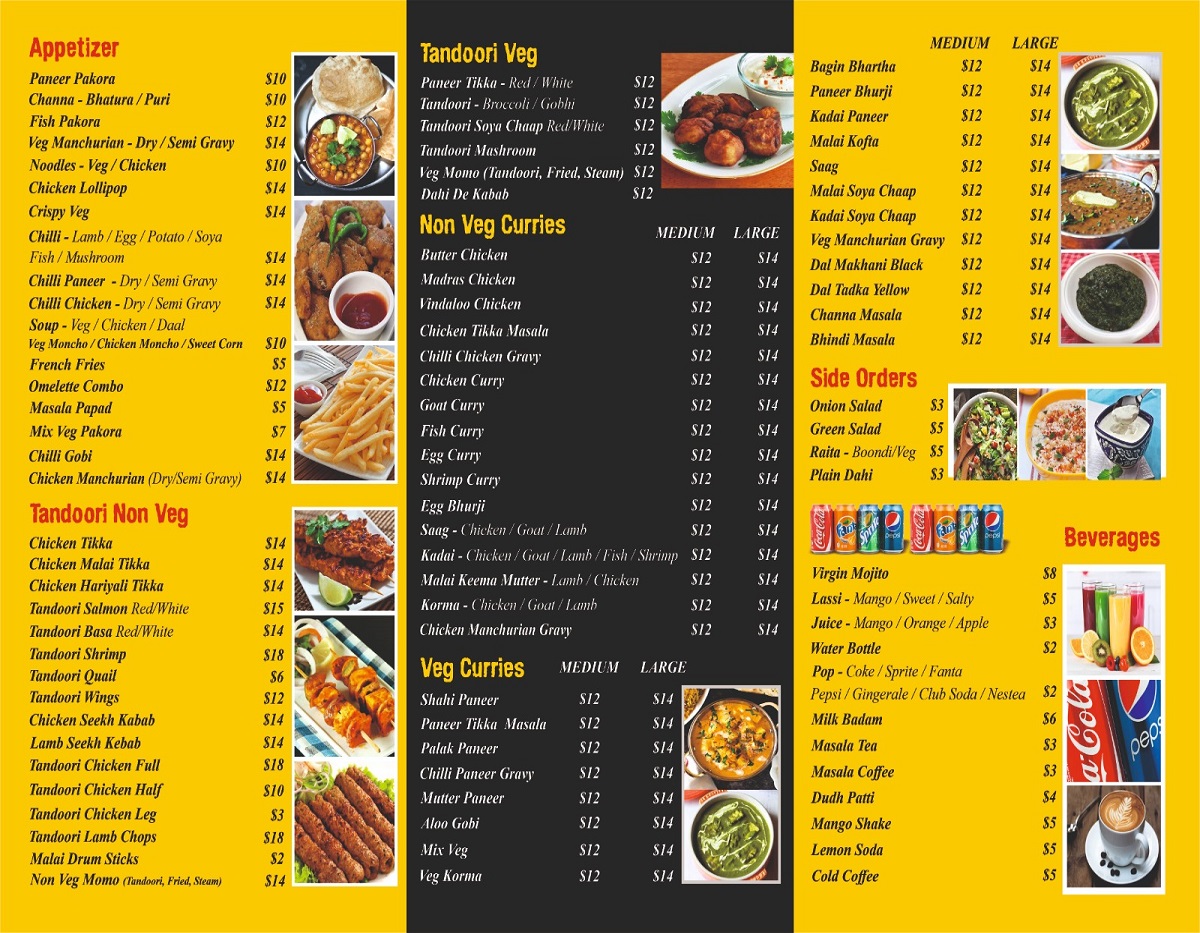 Appetizer
Paneer Pakora $10
Channa - Bhatura / Puri $10
Fish Pakora $12
Veg Manchurian - Dry / Semi Gravy $14
Noodles - Veg / Chicken $10
Chicken Lollipop $14
Crispy Veg $14
Chilli - Lamb / Egg / Potato / Soya
Fish / Mushroom $14
Chilli Paneer - Dry / Semi Gravy $14
Chilli Chicken - Dry / Semi Gravy $14
Soup - Veg / Chicken / Daal
Veg Moncho / Chicken Moncho / Sweet Corn $10
French Fries $5
Omelette Combo $12
Masala Papad $5
Mix Veg Pakora $7
Chilli Gobi $14
Chicken Manchurian (Dry/Semi Gravy) $14
Tandoori Non Veg
Chicken Tikka $14
Chicken Malai Tikka $14
Chicken Hariyali Tikka $14
Tandoori Salmon Red/White $15
Tandoori Basa Red/White $14
Tandoori Shrimp $18
Tandoori Quail $6
Tandoori Wings $12
Chicken Seekh Kabab $14
Lamb Seekh Kebab $14
Tandoori Chicken Full $18
Tandoori Chicken Half $10
Tandoori Chicken Leg $3
Tandoori Lamb Chops $18
Malai Drum Sticks $2
Non Veg Momo (Tandoori, Fried, Steam) $14
Tandoori Veg
Paneer Tikka - Red / White $12
Tandoori - Broccoli / Gobhi $12
Tandoori Soya Chaap Red/White $12
Tandoori Mashroom $12
Veg Momo (Tandoori, Fried, Steam) $12
Dahi De Kabab $12
Non Veg Curries MEDIUM LARGE
Butter Chicken $12 $14
Madras Chicken $12 $14
Vindaloo Chicken $12 $14
Chicken Tikka Masala $12 $14
Chilli Chicken Gravy $12 $14
Chicken Curry $12 $14
Goat Curry $12 $14
Fish Curry $12 $14
Egg Curry $12 $14
Shrimp Curry $12 $14
Egg Bhurji $12 $14
Saag - Chicken / Goat / Lamb $12 $14
Kadai - Chicken / Goat / Lamb / Fish / Shrimp $12 $14
Malai Keema Mutter - Lamb / Chicken $12 $14
Korma - Chicken / Goat / Lamb $12 $14
Chicken Manchurian Gravy $12 $14
Veg Curries MEDIUM LARGE
Shahi Paneer $12 $14
Paneer Tikka Masala $12 $14
Palak Paneer $12 $14
Chilli Paneer Gravy $12 $14
Mutter Paneer $12 $14
Aloo Gobi $12 $14
Mix Veg $12 $14
Veg Korma $12 $14
MEDIUM LARGE
Bagin Bhartha $12 $14
Paneer Bhurji $12 $14
Kadai Paneer $12 $14
Malai Kofta $12 $14
Saag $12 $14
Malai Soya Chaap $12 $14
Kadai Soya Chaap $12 $14
Veg Manchurian Gravy $12 $14
Dal Makhani Black $12 $14
Dal Tadka Yellow $12 $14
Channa Masala $12 $14
Bhindi Masala $12 $14
Side Orders
Onion Salad $3
Green Salad $5
Raita - Boondi/Veg $5
Plain Dahi $3
Coca-Cola Fanta Sprite pepsi Coca-Cola Fanta Sprite pepsi
Beverages
Virgin Mojito $8
Lassi - Mango / Sweet / Salty $5
Juice - Mango / Orange / Apple $3
Water Bottle $2
Pop - Coke / Sprite / Fanta
Pepsi / Gingerale / Club Soda / Nestea $2
Milk Badam $6
Masala Tea $3
Masala Coffee $3
Dudh Patti $4
Mango Shake $5
Lemon Soda $5
Cold Coffee $5
Coca
peps